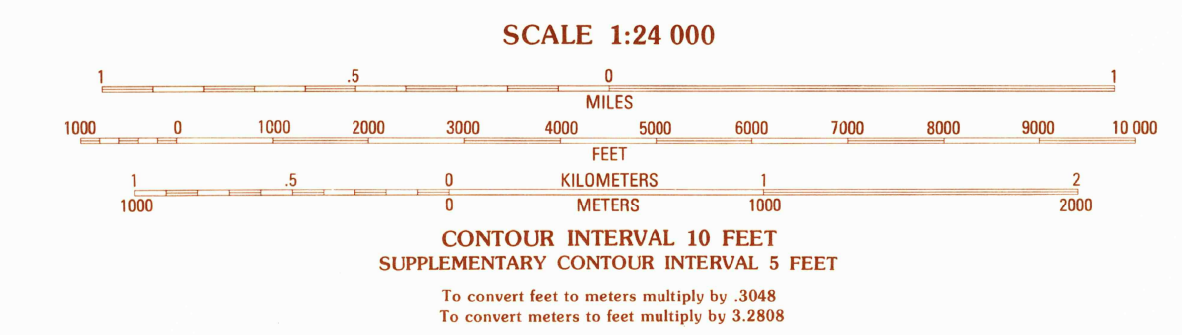 SCALE 1:24 000
1 .5 0 1
MILES
1000 0 1000 2000 3000 4000 5000 6000 7000 8000 9000 10 000
FEET
1 .5 0 KILOMETERS 1 2
1000 0 METERS 1000 2000
CONTOUR INTERVAL 10 FEET
SUPPLEMENTARY CONTOUR INTERVAL 5 FEET
To convert feet to meters multiply by .3048
To convert meters to feet multiply by 3.2808